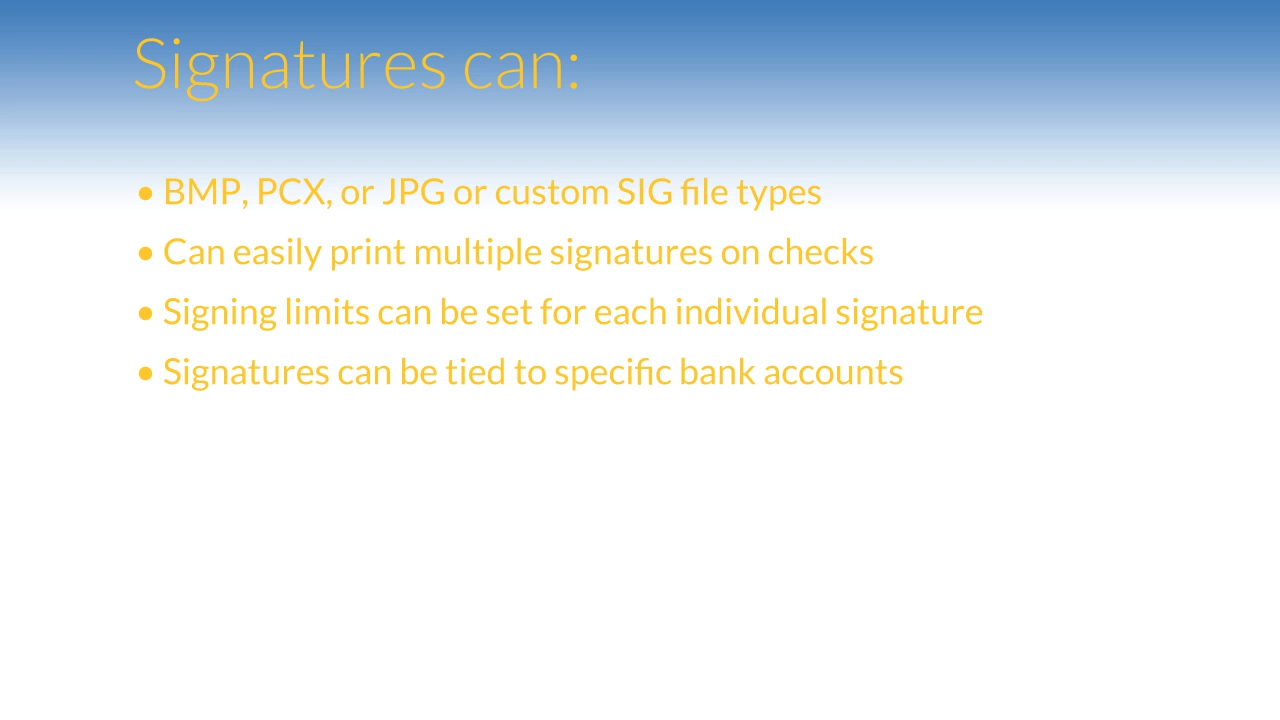 Signatures can:
• BMP, PCX, or JPG or custom SIG file types
• Can easily print multiple signatures on checks
• Signing limits can be set for each individual signature
• Signatures can be tied to specific bank accounts